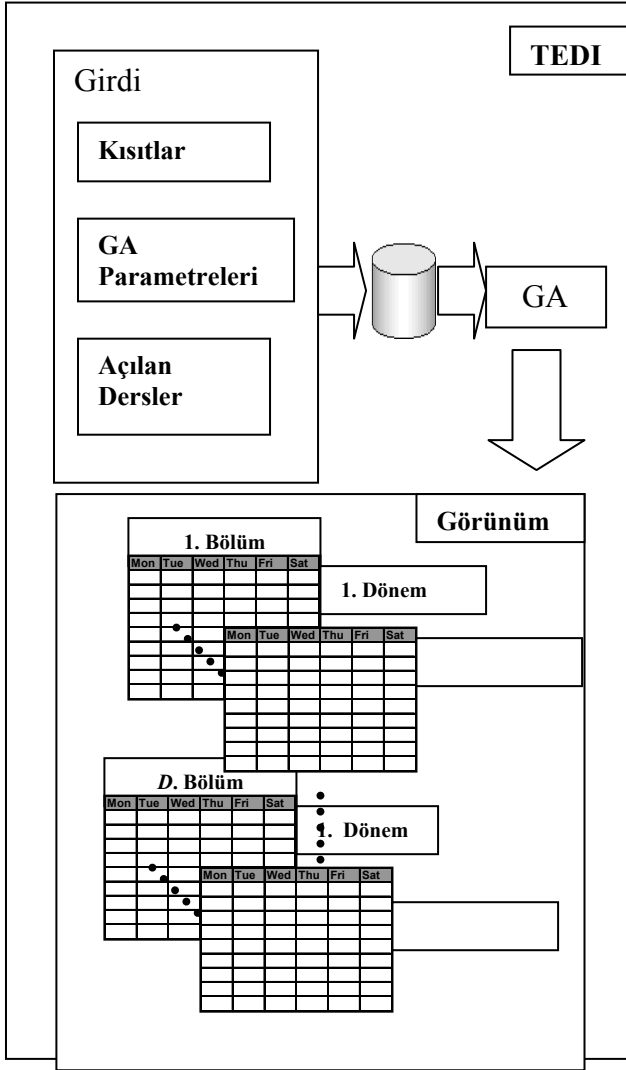 TEDI
Girdi
Kısıtlar
GA
Parametreleri
Açılan
Dersler
GA
Görünüm
1. Bölüm
Mon Tue Wed Thu Fri Sat
1. Dönem
Mon Tue Wed Thu Fri Sat
D. Bölüm
Mon Tue Wed Thu Fri Sat
1. Dönem
Mon Tue Wed Thu Fri Sat